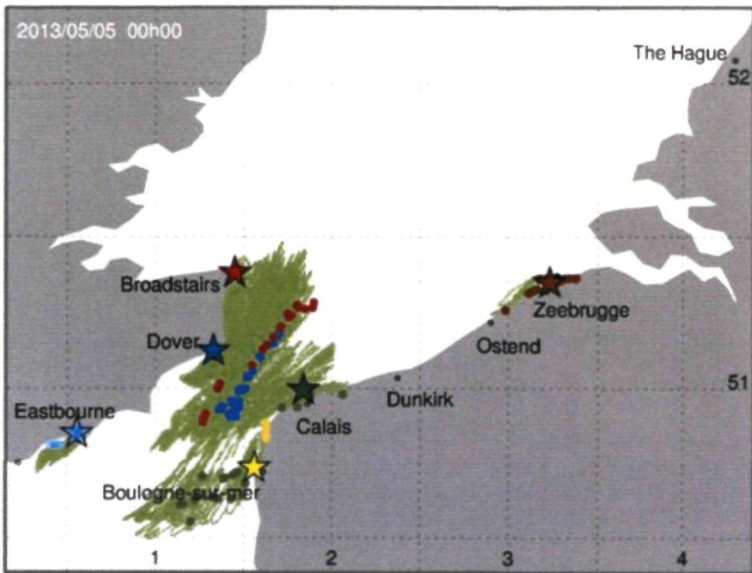 2013/05/05 00h00
The Hague
52
Broadstairs
Zeebrugge
Dover
Ostend
51
Dunkirk
Eastbourne
Calais
Boulogne-sur-mer
1
2
3
4